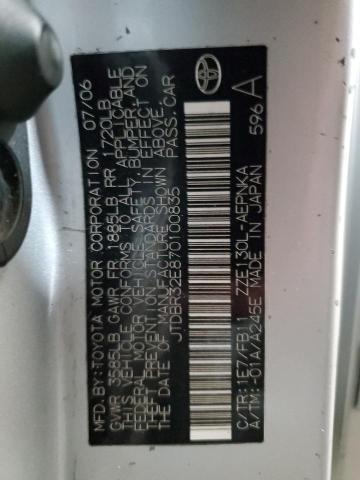 MFD. BY: TOYOTA MOTOR CORPORATION 07/06
GVWR 3585LB GAWR FR 1885LB RR 1720LB
THIS VEHICLE CONFORMS TO ALL APPLICABLE
FEDERAL MOTOR VEHICLE SAFETY, BUMPER, AND
THEFT PREVENTION STANDARDS IN EFFECT ON
THE DATE OF MANUFACTURE SHOWN ABOVE.
JTDBR32E870100835 PASS. CAR
C/TR: 1E7/FB11 ZZE130L-AEPNKA
A/TM: -01A/A245E MADE IN JAPAN 596 A